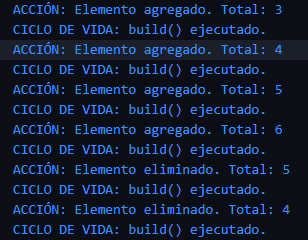 ACCIÓN: Elemento agregado. Total: 3
CICLO DE VIDA: build() ejecutado.
ACCIÓN: Elemento agregado. Total: 4
CICLO DE VIDA: build() ejecutado.
ACCIÓN: Elemento agregado. Total: 5
CICLO DE VIDA: build() ejecutado.
ACCIÓN: Elemento agregado. Total: 6
CICLO DE VIDA: build() ejecutado.
ACCIÓN: Elemento eliminado. Total: 5
CICLO DE VIDA: build() ejecutado.
ACCIÓN: Elemento eliminado. Total: 4
CICLO DE VIDA: build() ejecutado.